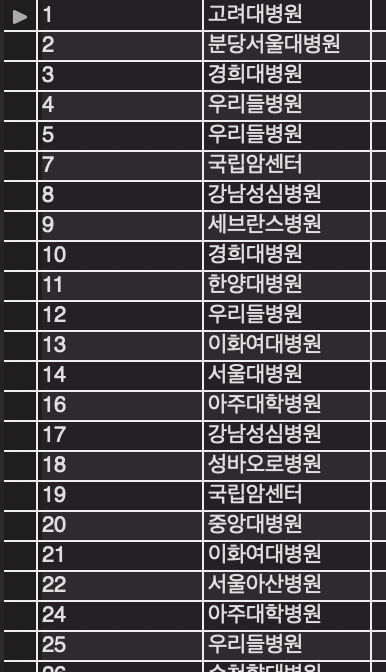 1 고려대병원
2 분당서울대병원
3 경희대병원
4 우리들병원
5 우리들병원
7 국립암센터
8 강남성심병원
9 세브란스병원
10 경희대병원
11 한양대병원
12 우리들병원
13 이화여대병원
14 서울대병원
16 아주대학병원
17 강남성심병원
18 성바오로병원
19 국립암센터
20 중앙대병원
21 이화여대병원
22 서울아산병원
24 아주대학병원
25 우리들병원